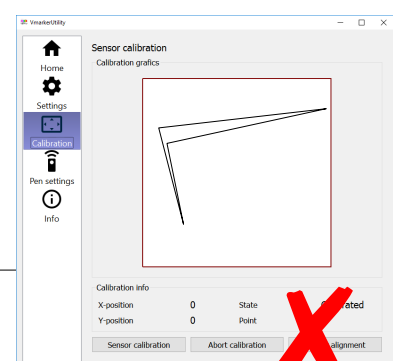 VmarkerUtility
Home
Settings
Calibration
Pen settings
Info
Sensor calibration
Calibration grafics
Calibration info
X-position 0 State
Y-position 0 Point
Sensor calibration Abort calibration alignment